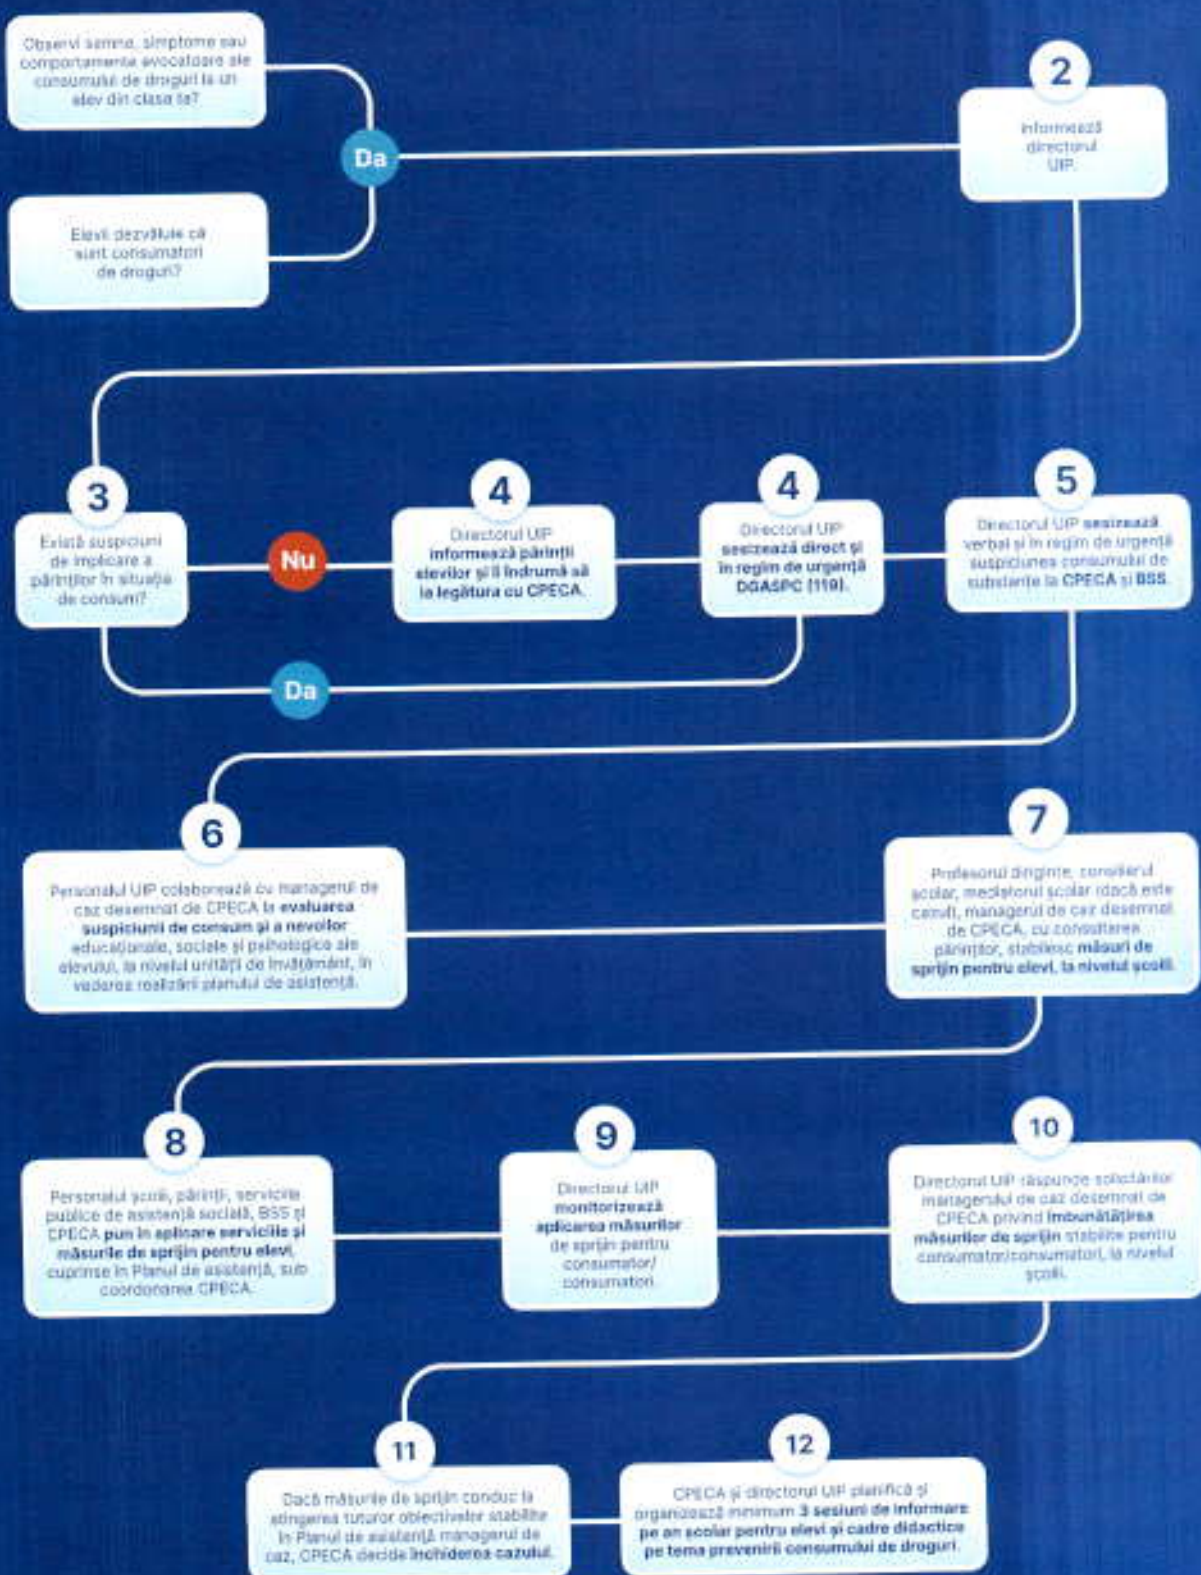 Observi semne, simptome sau
comportamente evocatoare ale
consumului de droguri la un
elev din clasa ta?
Elevii dezvăluie că
sunt consumatori
de droguri?
Da
2
Informează
directorul
UIP.
3
Există suspiciuni
de implicare a
părinților în situația
de consum?
Nu
Da
4
Directorul UIP
informează părinții
elevilor și îi îndrumă să
ia legătura cu CPECA.
4
Directorul UIP
sesizează direct și
în regim de urgență
DGASPC (119).
5
Directorul UIP sesizează
verbal și în regim de urgență
suspiciunea consumului de
substanțe la CPECA și BSS.
6
Personalul UIP colaborează cu managerul de
caz desemnat de CPECA la evaluarea
suspiciunii de consum și a nevoilor
educaționale, sociale și psihologice ale
elevului, la nivelul unității de învățământ, în
vederea realizării planului de asistență.
7
Profesorul diriginte, consilierul
școlar, mediatorul școlar (dacă este
cazul), managerul de caz desemnat
de CPECA, cu consultarea
părinților, stabilesc măsuri de
sprijin pentru elevi, la nivelul școlii.
8
Personalul școlii, părinții, serviciile
publice de asistență socială, BSS și
CPECA pun în aplicare serviciile și
măsurile de sprijin pentru elevi,
cuprinse în Planul de asistență, sub
coordonarea CPECA.
9
Directorul UIP
monitorizează
aplicarea măsurilor
de sprijin pentru
consumator/
consumatori.
10
Directorul UIP răspunde solicitărilor
managerului de caz desemnat de
CPECA privind îmbunătățirea
măsurilor de sprijin stabilite pentru
consumator/consumatori, la nivelul
școlii.
11
Dacă măsurile de sprijin conduc la
atingerea tuturor obiectivelor stabilite
în Planul de asistență managerul de
caz, CPECA decide închiderea cazului.
12
CPECA și directorul UIP planifică și
organizează minimum 3 sesiuni de informare
pe an școlar pentru elevi și cadre didactice
pe tema prevenirii consumului de droguri.